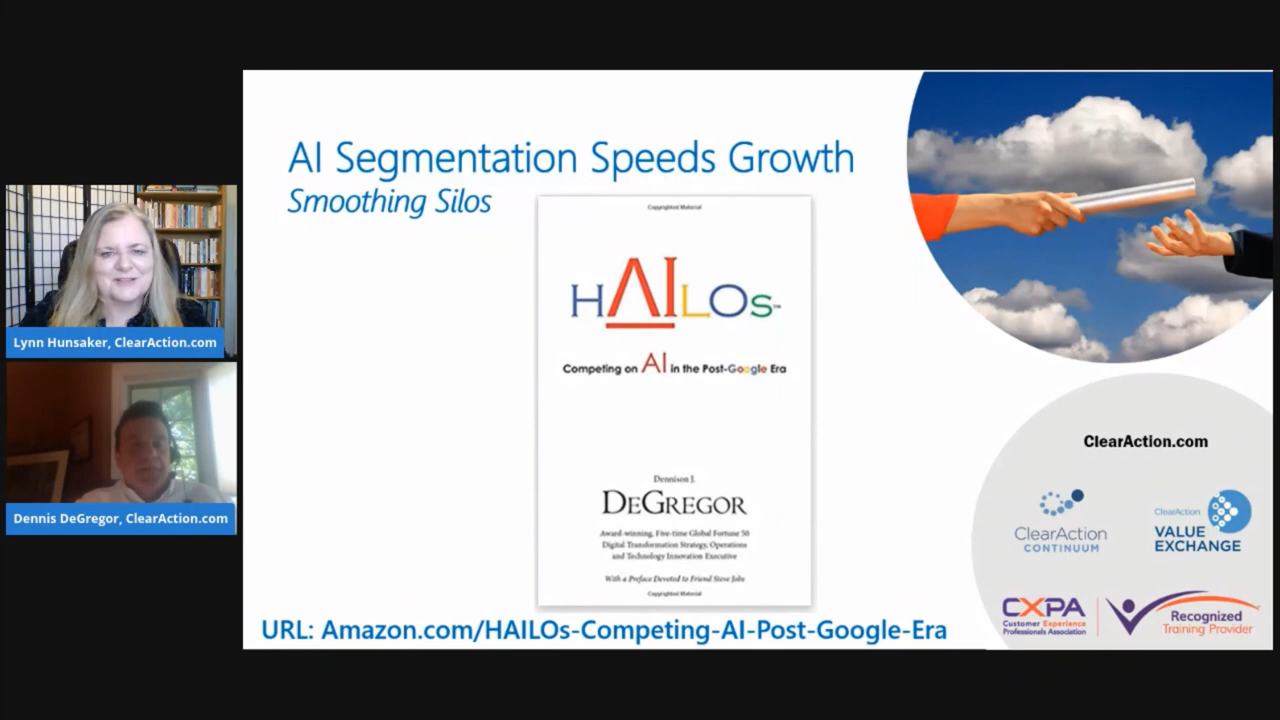 AI Segmentation Speeds Growth
Smoothing Silos
Copyrighted Material
HAILOs™
Competing on AI in the Post-Google Era
Dennison J.
DEGREGOR
Award-winning, Five-time Global Fortune 50
Digital Transformation Strategy, Operations
and Technology Innovation Executive
With a Preface Devoted to Friend Steve Jobs
Copyrighted Material
URL: Amazon.com/HAILOs-Competing-AI-Post-Google-Era
Lynn Hunsaker, ClearAction.com
Dennis DeGregor, ClearAction.com
ClearAction.com
ClearAction
CONTINUUM
ClearAction
VALUE
EXCHANGE
CXPA
Customer Experience
Professionals Association
Recognized
Training Provider